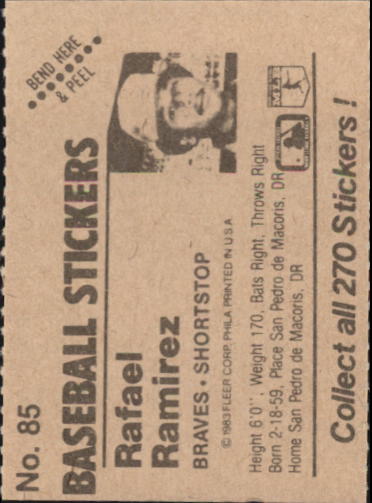 No. 85
BEND HERE
& PEEL
BASEBALL STICKERS
Rafael
Ramirez
BRAVES • SHORTSTOP
© 1983 FLEER CORP. PHILA PRINTED IN U.S.A
Height 6'0", Weight 170, Bats Right, Throws Right
Born 2-18-59, Place San Pedro de Macoris, DR
Home San Pedro de Macoris, DR
Collect all 270 Stickers!